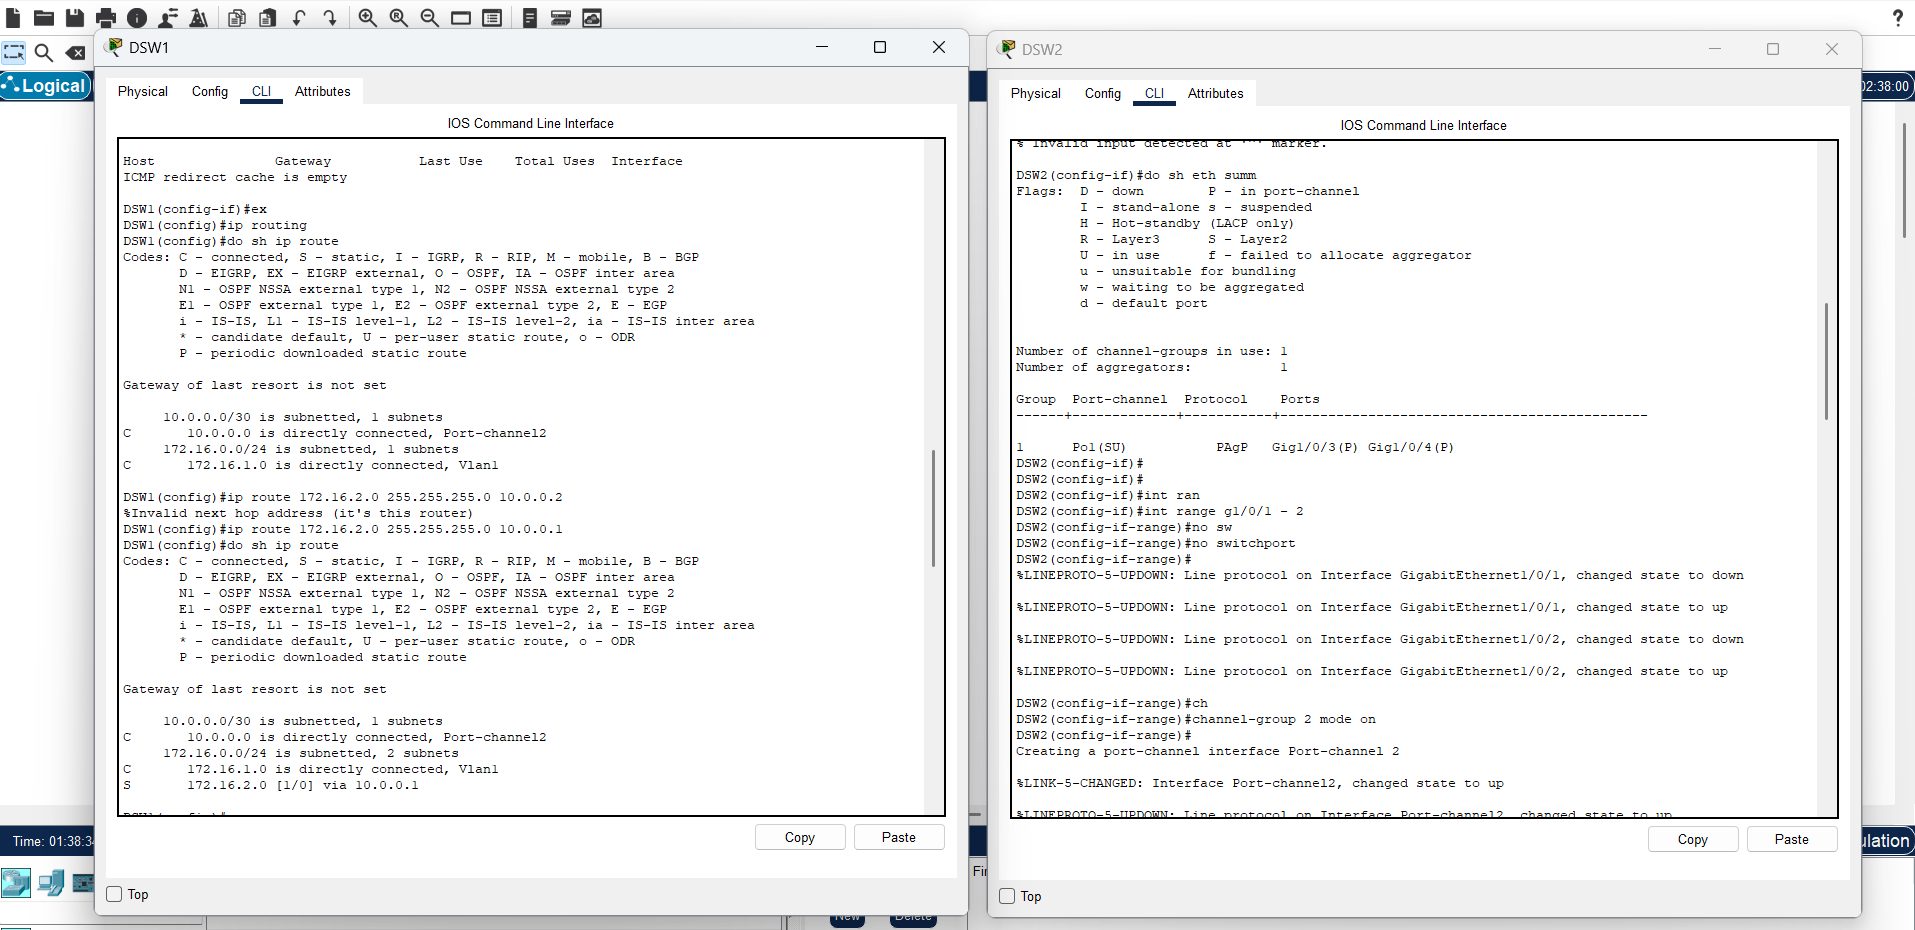 Logical
DSW1
Physical Config CLI Attributes
IOS Command Line Interface
Host Gateway Last Use Total Uses Interface
ICMP redirect cache is empty
DSW1(config-if)#ex
DSW1(config)#ip routing
DSW1(config)#do sh ip route
Codes: C - connected, S - static, I - IGRP, R - RIP, M - mobile, B - BGP
D - EIGRP, EX - EIGRP external, O - OSPF, IA - OSPF inter area
N1 - OSPF NSSA external type 1, N2 - OSPF NSSA external type 2
E1 - OSPF external type 1, E2 - OSPF external type 2, E - EGP
i - IS-IS, L1 - IS-IS level-1, L2 - IS-IS level-2, ia - IS-IS inter area
* - candidate default, U - per-user static route, o - ODR
P - periodic downloaded static route
Gateway of last resort is not set
10.0.0.0/30 is subnetted, 1 subnets
C 10.0.0.0 is directly connected, Port-channel2
172.16.0.0/24 is subnetted, 1 subnets
C 172.16.1.0 is directly connected, Vlan1
DSW1(config)#ip route 172.16.2.0 255.255.255.0 10.0.0.2
%Invalid next hop address (it's this router)
DSW1(config)#ip route 172.16.2.0 255.255.255.0 10.0.0.1
DSW1(config)#do sh ip route
Codes: C - connected, S - static, I - IGRP, R - RIP, M - mobile, B - BGP
D - EIGRP, EX - EIGRP external, O - OSPF, IA - OSPF inter area
N1 - OSPF NSSA external type 1, N2 - OSPF NSSA external type 2
E1 - OSPF external type 1, E2 - OSPF external type 2, E - EGP
i - IS-IS, L1 - IS-IS level-1, L2 - IS-IS level-2, ia - IS-IS inter area
* - candidate default, U - per-user static route, o - ODR
P - periodic downloaded static route
Gateway of last resort is not set
10.0.0.0/30 is subnetted, 1 subnets
C 10.0.0.0 is directly connected, Port-channel2
172.16.0.0/24 is subnetted, 2 subnets
C 172.16.1.0 is directly connected, Vlan1
S 172.16.2.0 [1/0] via 10.0.0.1
Copy Paste
Top
Time: 01:38:34
New Delete
DSW2
Physical Config CLI Attributes
IOS Command Line Interface
% Invalid input detected at '^' marker.
DSW2(config-if)#do sh eth summ
Flags: D - down P - in port-channel
I - stand-alone s - suspended
H - Hot-standby (LACP only)
R - Layer3 S - Layer2
U - in use f - failed to allocate aggregator
u - unsuitable for bundling
w - waiting to be aggregated
d - default port
Number of channel-groups in use: 1
Number of aggregators: 1
Group Port-channel Protocol Ports
------+-------------+-----------+----------------------------------------------
1 Po1(SU) PAgP Gig1/0/3(P) Gig1/0/4(P)
DSW2(config-if)#
DSW2(config-if)#
DSW2(config-if)#int ran
DSW2(config-if)#int range g1/0/1 - 2
DSW2(config-if-range)#no sw
DSW2(config-if-range)#no switchport
DSW2(config-if-range)#
%LINEPROTO-5-UPDOWN: Line protocol on Interface GigabitEthernet1/0/1, changed state to down
%LINEPROTO-5-UPDOWN: Line protocol on Interface GigabitEthernet1/0/1, changed state to up
%LINEPROTO-5-UPDOWN: Line protocol on Interface GigabitEthernet1/0/2, changed state to down
%LINEPROTO-5-UPDOWN: Line protocol on Interface GigabitEthernet1/0/2, changed state to up
DSW2(config-if-range)#ch
DSW2(config-if-range)#channel-group 2 mode on
DSW2(config-if-range)#
Creating a port-channel interface Port-channel 2
%LINK-5-CHANGED: Interface Port-channel2, changed state to up
%LINEPROTO-5-UPDOWN: Line protocol on Interface Port-channel2, changed state to up
Copy Paste
Top
02:38:00
ulation
Fir